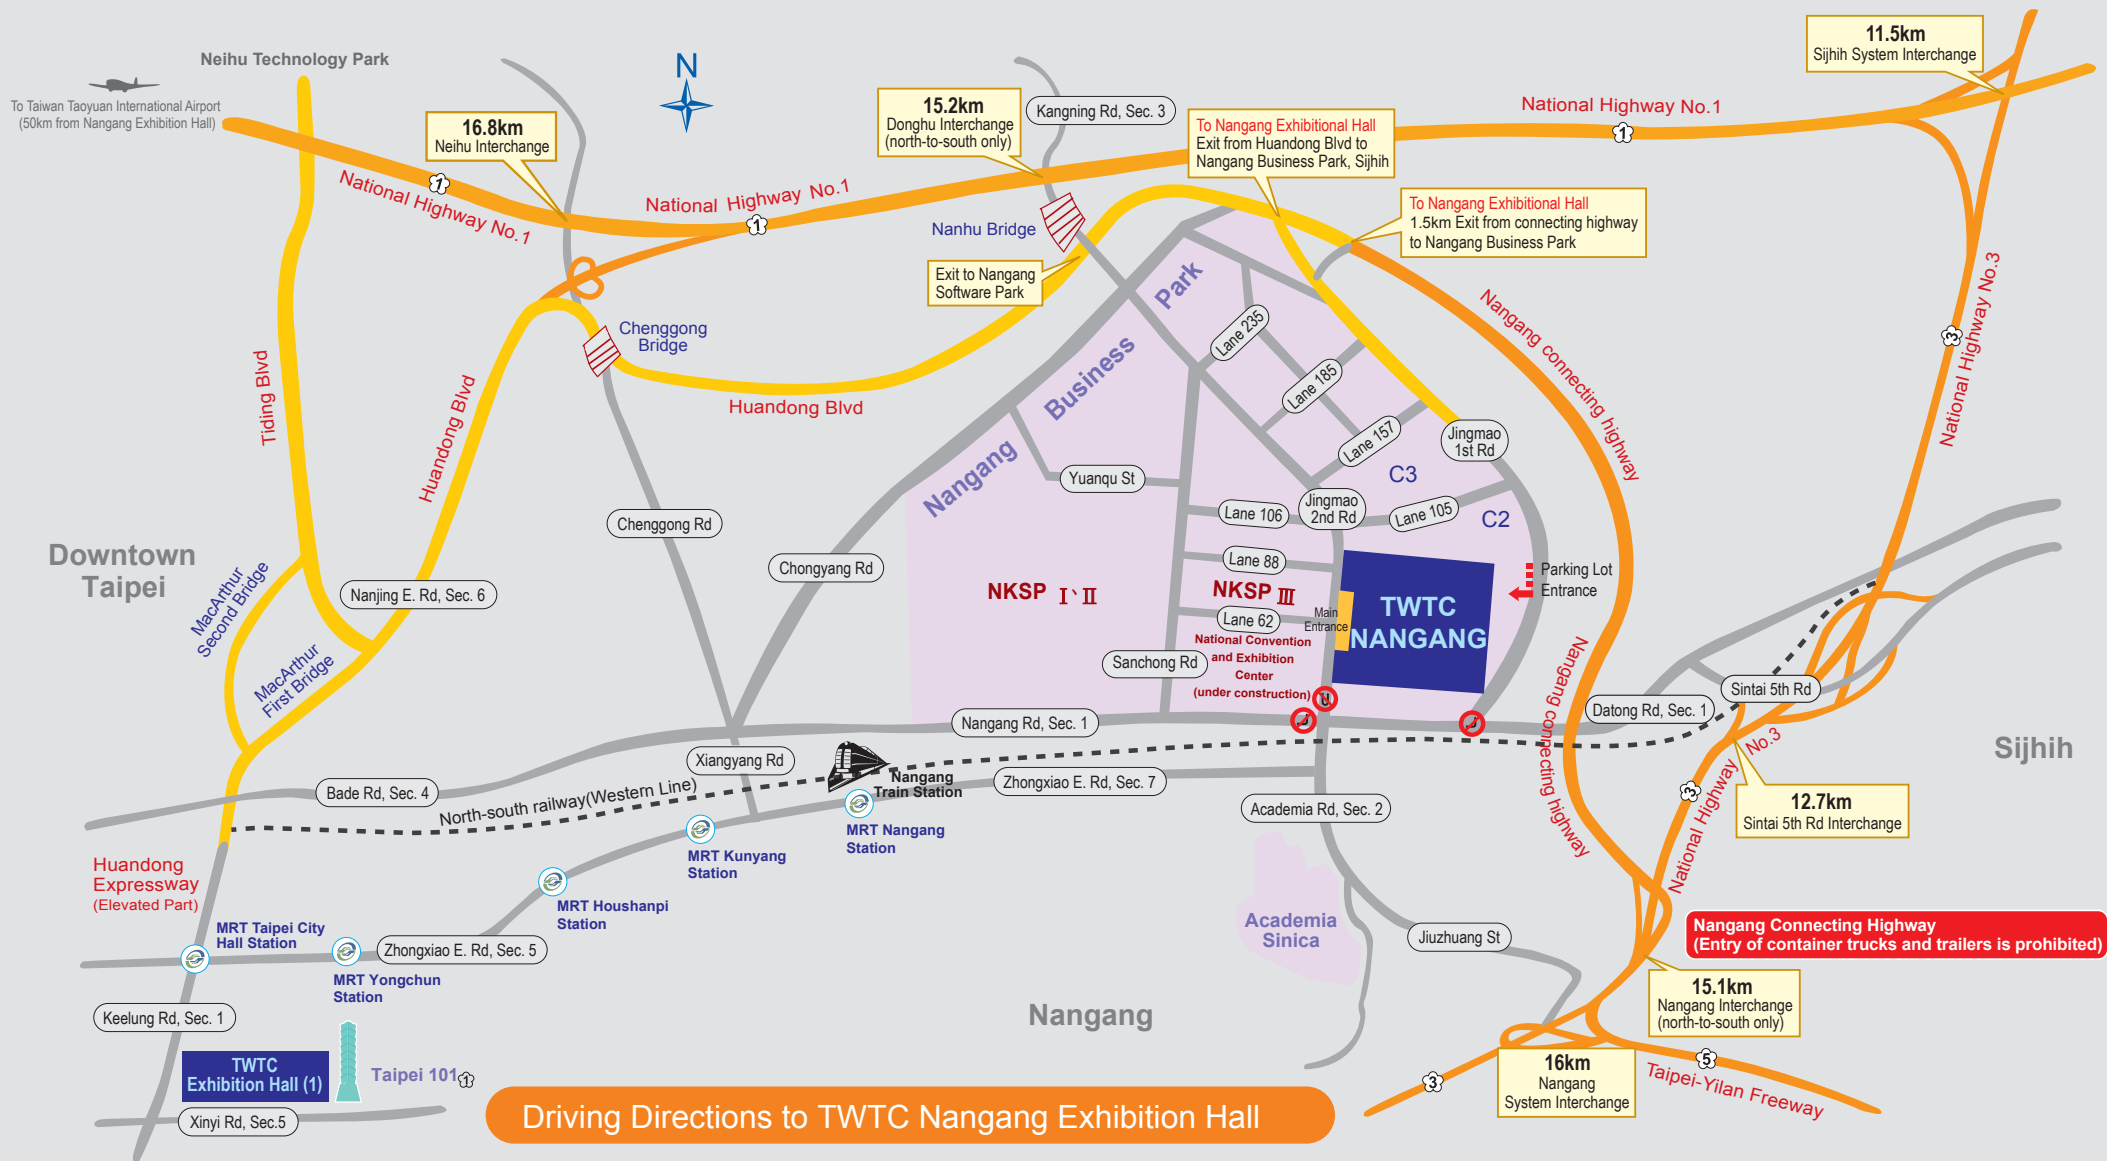 Neihu Technology Park
To Taiwan Taoyuan International Airport
(50km from Nangang Exhibition Hall)
N
16.8km
Neihu Interchange
15.2km
Donghu Interchange
(north-to-south only)
Kangning Rd, Sec. 3
To Nangang Exhibitional Hall
Exit from Huandong Blvd to
Nangang Business Park, Sijhih
National Highway No.1
1
11.5km
Sijhih System Interchange
1
National Highway No.1
National Highway No.1
1
Nanhu Bridge
To Nangang Exhibitional Hall
1.5km Exit from connecting highway
to Nangang Business Park
Exit to Nangang
Software Park
Chenggong
Bridge
Huandong Blvd
Tiding Blvd
Huandong Blvd
Nangang Business Park
Lane 235
Lane 185
Lane 157
Jingmao
1st Rd
Nangang connecting highway
National Highway No.3
3
C3
C2
Yuanqu St
Lane 106
Jingmao
2nd Rd
Lane 105
Chenggong Rd
Chongyang Rd
Lane 88
Downtown
Taipei
MacArthur
Second Bridge
Nanjing E. Rd, Sec. 6
MacArthur
First Bridge
NKSP I、II
NKSP III
Lane 62
Main
Entrance
TWTC
NANGANG
Parking Lot
Entrance
National Convention
and Exhibition
Center
(under construction)
Sanchong Rd
Nangang connecting highway
Sintai 5th Rd
Datong Rd, Sec. 1
Nangang Rd, Sec. 1
Xiangyang Rd
Nangang
Train Station
Zhongxiao E. Rd, Sec. 7
Bade Rd, Sec. 4
North-south railway(Western Line)
Academia Rd, Sec. 2
National Highway No.3
3
Sijhih
12.7km
Sintai 5th Rd Interchange
MRT Nangang
Station
MRT Kunyang
Station
MRT Houshanpi
Station
Huandong
Expressway
(Elevated Part)
MRT Taipei City
Hall Station
Zhongxiao E. Rd, Sec. 5
MRT Yongchun
Station
Academia
Sinica
Jiuzhuang St
Nangang Connecting Highway
(Entry of container trucks and trailers is prohibited)
15.1km
Nangang Interchange
(north-to-south only)
Nangang
Keelung Rd, Sec. 1
TWTC
Exhibition Hall (1)
Taipei 101
1
Xinyi Rd, Sec.5
3
16km
Nangang
System Interchange
5
Taipei-Yilan Freeway
Driving Directions to TWTC Nangang Exhibition Hall